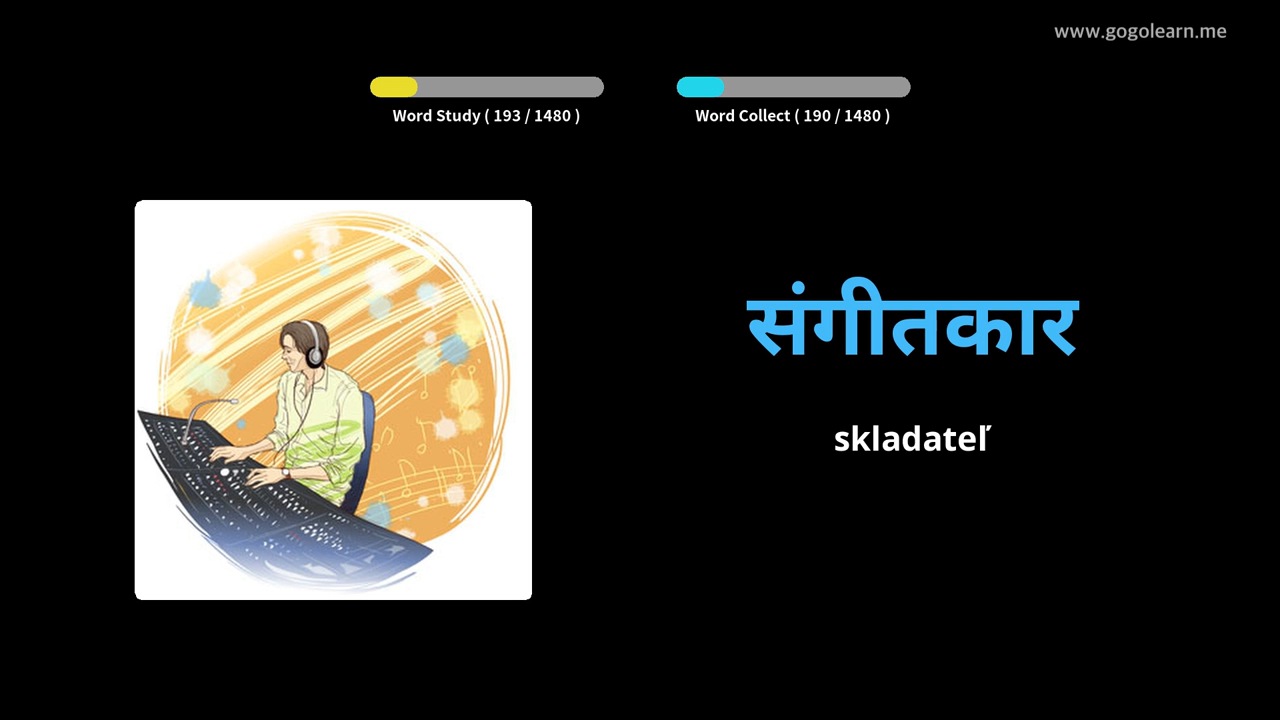 www.gogolearn.me
Word Study ( 193 / 1480 )
Word Collect ( 190 / 1480 )
संगीतकार
skladateľ